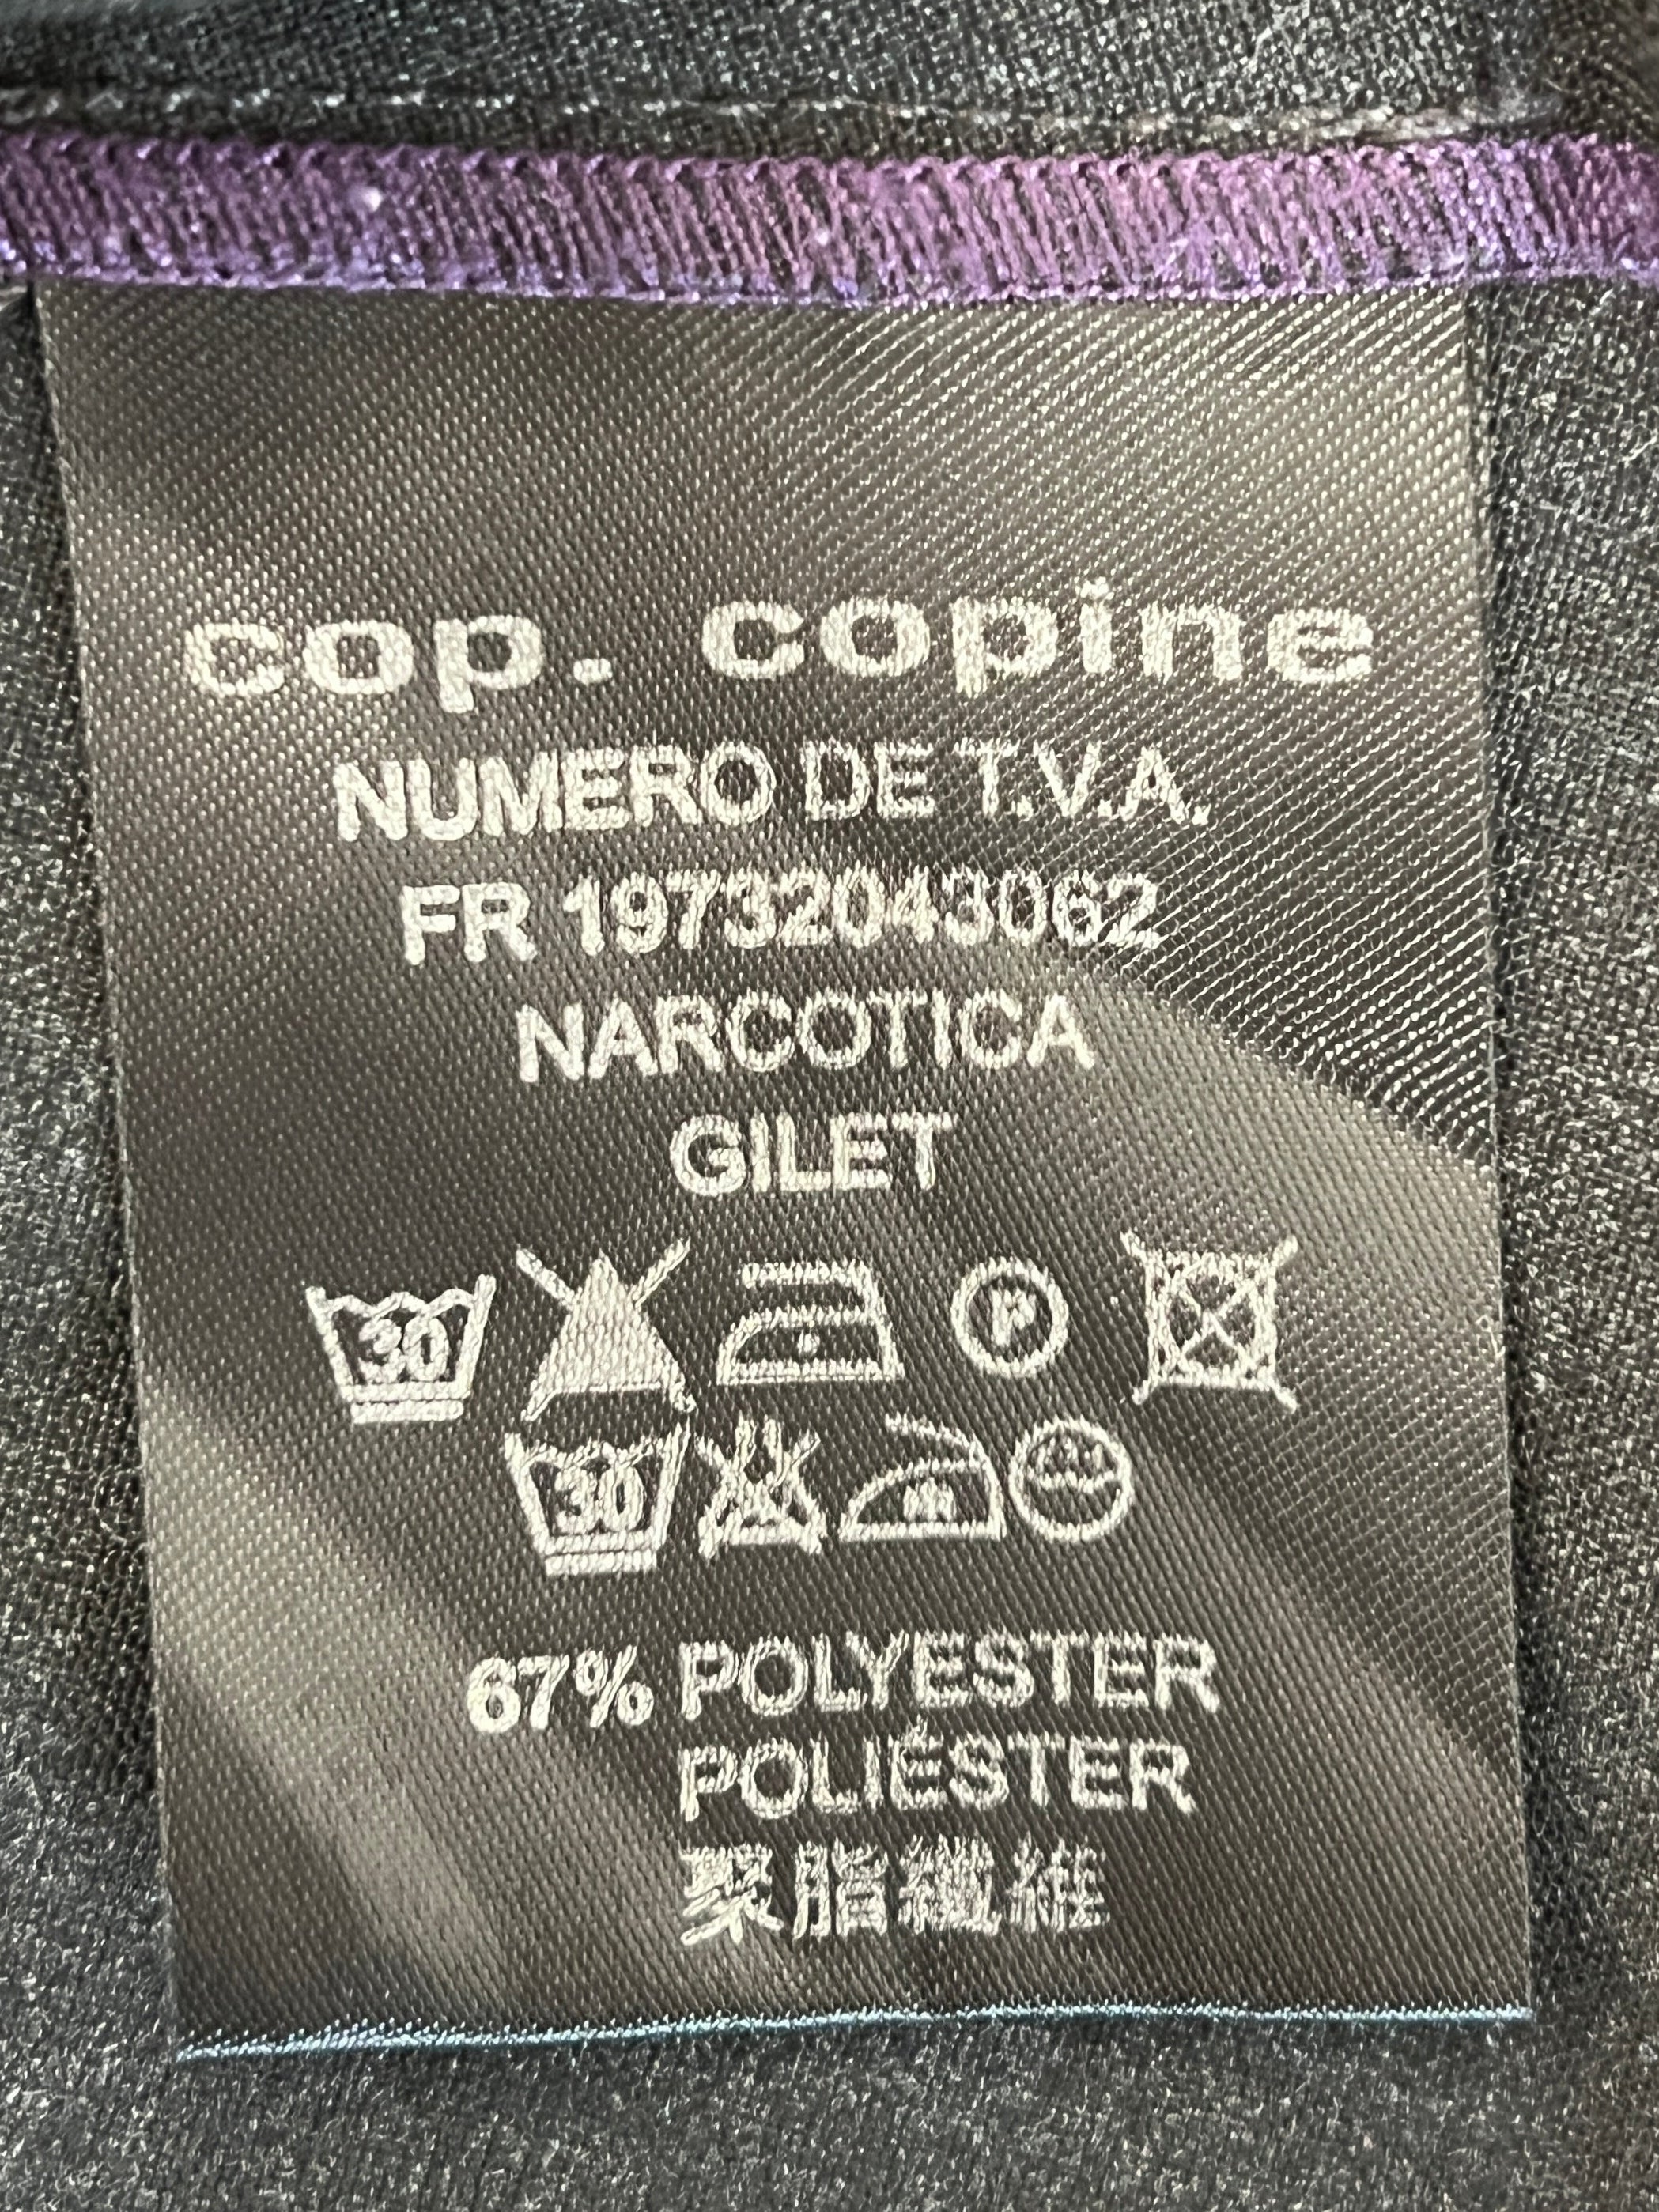 cop. copine
NUMERO DE T.V.A.
FR 19732043062
NARCOTICA
GILET
30 P
30
67% POLYESTER
POLIÉSTER
聚脂纖維